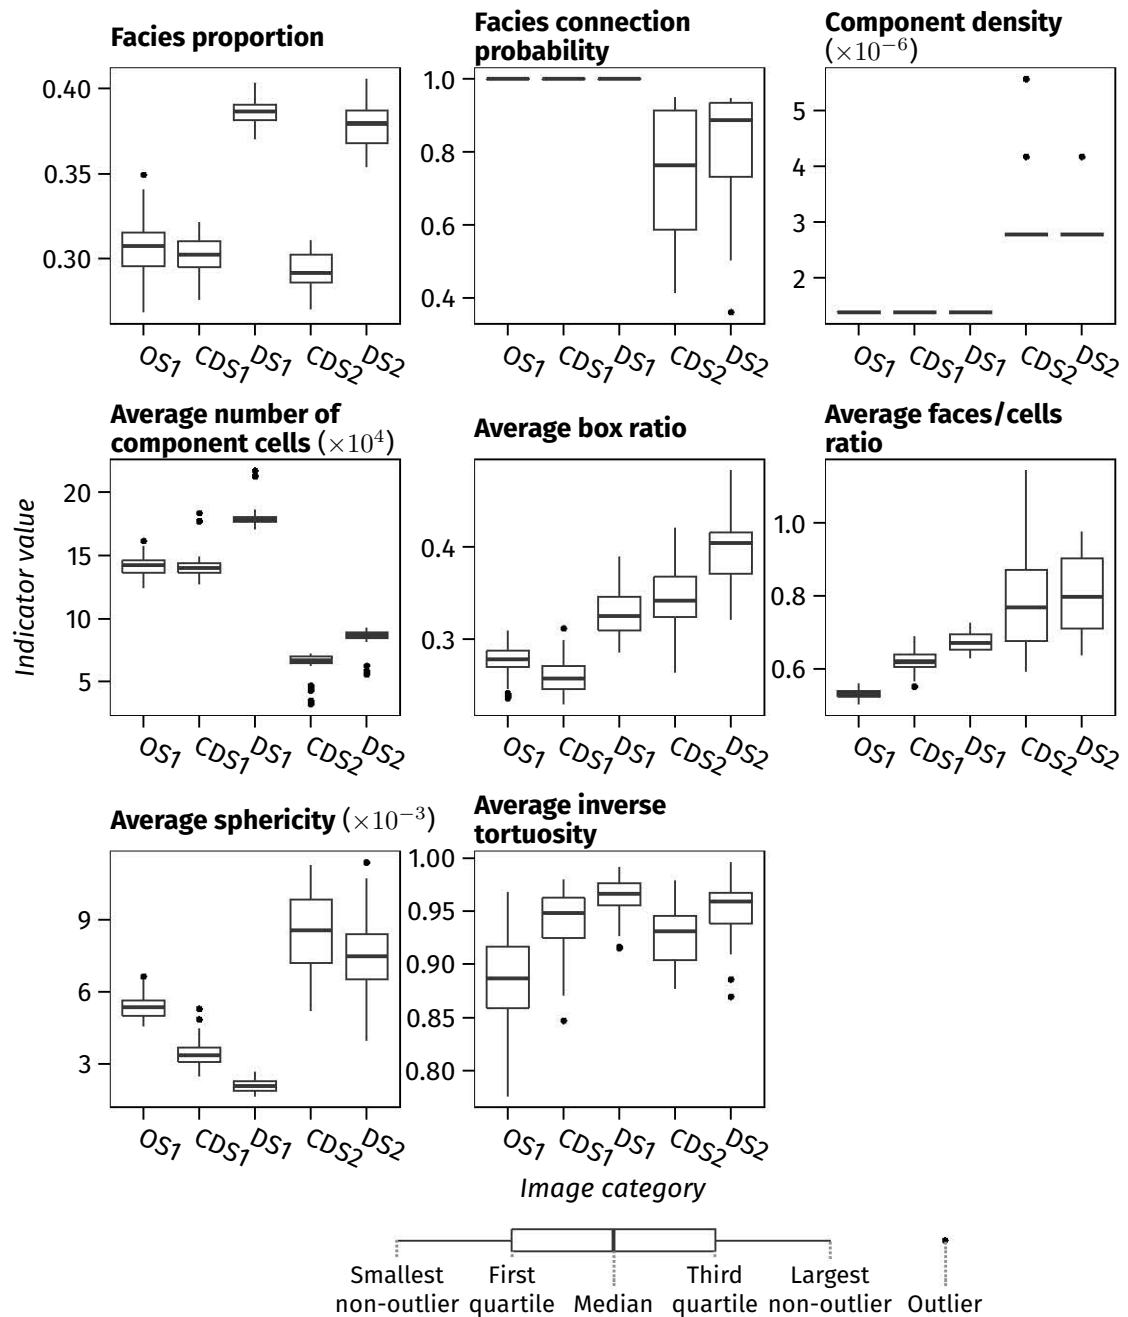 Facies proportion
Facies connection
probability
Component density
(×10⁻⁶)
0.40
0.35
0.30
1.0
0.8
0.6
0.4
5
4
3
2
OS1 CDS1 DS1 CDS2 DS2
OS1 CDS1 DS1 CDS2 DS2
OS1 CDS1 DS1 CDS2 DS2
Average number of
component cells (×10⁴)
Average box ratio
Average faces/cells
ratio
Indicator value
20
15
10
5
0.4
0.3
1.0
0.8
0.6
OS1 CDS1 DS1 CDS2 DS2
OS1 CDS1 DS1 CDS2 DS2
OS1 CDS1 DS1 CDS2 DS2
Average sphericity (×10⁻³)
Average inverse
tortuosity
9
6
3
1.00
0.95
0.90
0.85
0.80
OS1 CDS1 DS1 CDS2 DS2
OS1 CDS1 DS1 CDS2 DS2
Image category
Smallest
non-outlier
First
quartile
Median
Third
quartile
Largest
non-outlier
Outlier